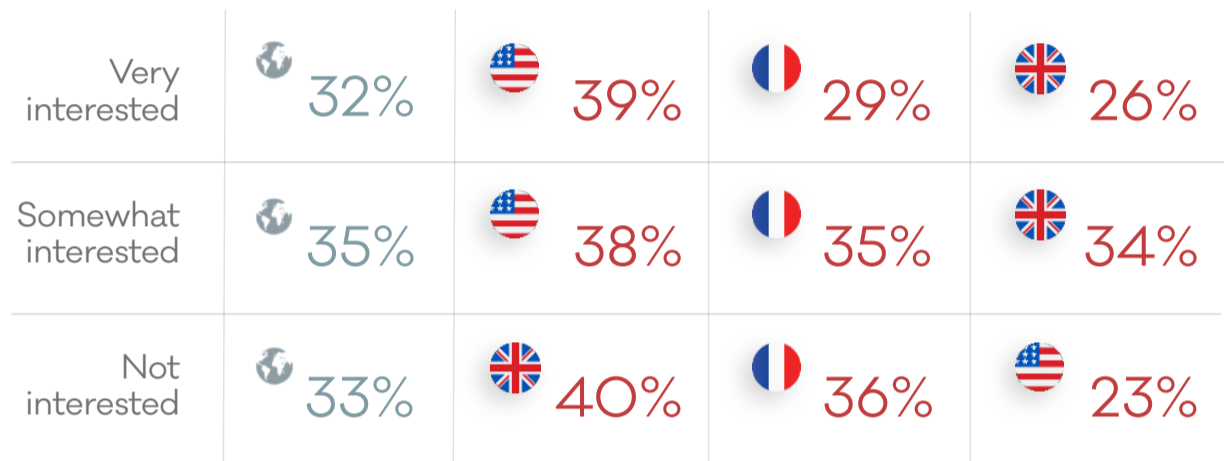 Very
interested
32%
39%
29%
26%
Somewhat
interested
35%
38%
35%
34%
Not
interested
33%
40%
36%
23%